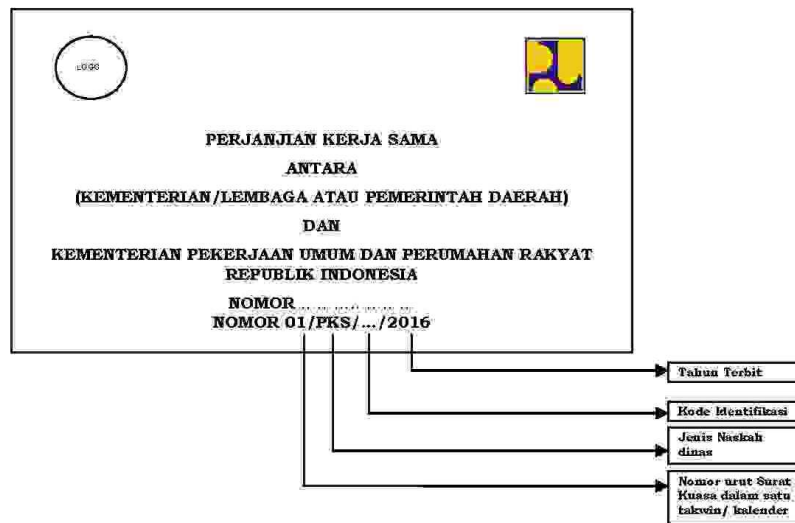 LOGO
PERJANJIAN KERJA SAMA
ANTARA
(KEMENTERIAN/LEMBAGA ATAU PEMERINTAH DAERAH)
DAN
KEMENTERIAN PEKERJAAN UMUM DAN PERUMAHAN RAKYAT
REPUBLIK INDONESIA
NOMOR .. .. .. .. .. .. ..
NOMOR 01/PKS/.../2016
Tahun Terbit
Kode Identifikasi
Jenis Naskah
dinas
Nomor urut Surat
Kuasa dalam satu
takwin/ kalender